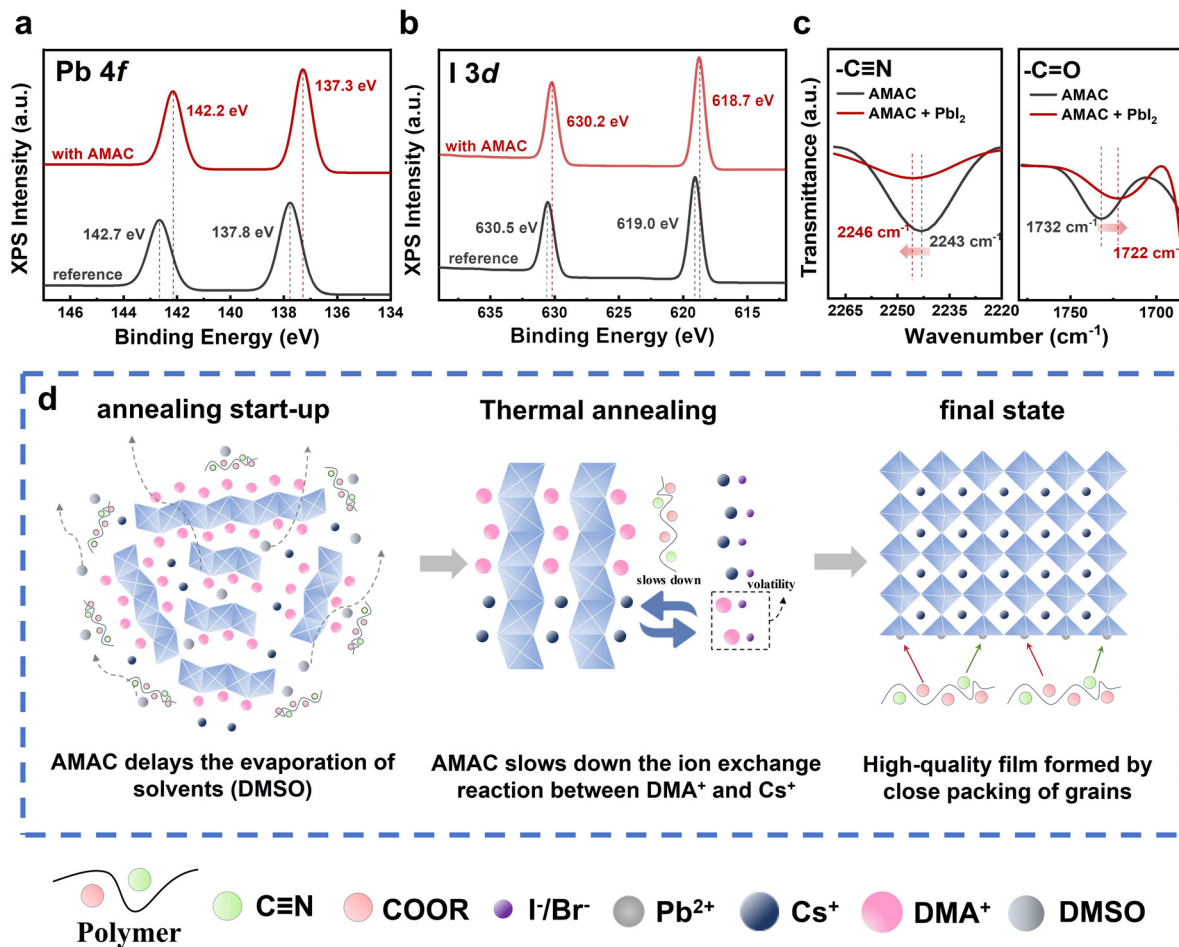 a
Pb 4f
137.3 eV
142.2 eV
with AMAC
142.7 eV
137.8 eV
reference
XPS Intensity (a.u.)
146 144 142 140 138 136 134
Binding Energy (eV)
b
I 3d
618.7 eV
630.2 eV
with AMAC
630.5 eV
619.0 eV
reference
XPS Intensity (a.u.)
635 630 625 620 615
Binding Energy (eV)
c
-C≡N
AMAC
AMAC + PbI₂
2246 cm⁻¹
2243 cm⁻¹
-C=O
AMAC
AMAC + PbI₂
1732 cm⁻¹
1722 cm⁻¹
Transmittance (a.u.)
2265 2250 2235 2220
1750 1700
Wavenumber (cm⁻¹)
d
annealing start-up
Thermal annealing
final state
slows down
volatility
AMAC delays the evaporation of
solvents (DMSO)
AMAC slows down the ion exchange
reaction between DMA⁺ and Cs⁺
High-quality film formed by
close packing of grains
Polymer
C≡N
COOR
I⁻/Br⁻
Pb²⁺
Cs⁺
DMA⁺
DMSO